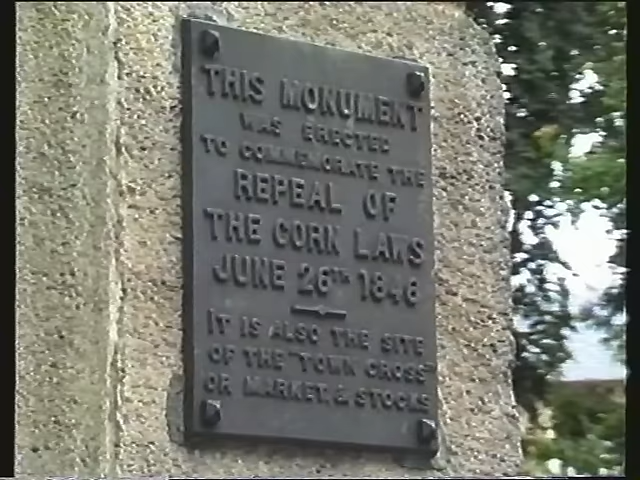 THIS MONUMENT
WAS ERECTED
TO COMMEMORATE THE
REPEAL OF
THE CORN LAWS
JUNE 26TH 1846
IT IS ALSO THE SITE
OF THE "TOWN CROSS"
OR MARKET, & STOCKS